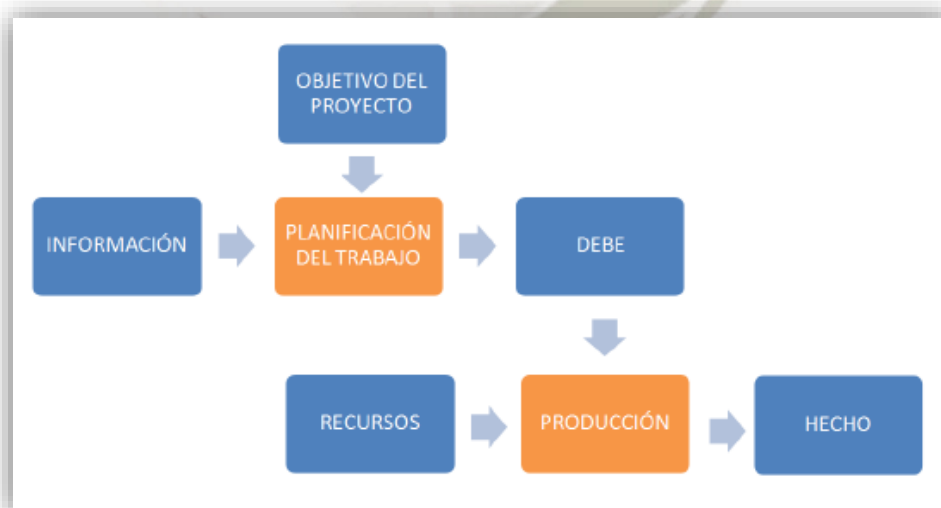 OBJETIVO DEL
PROYECTO
INFORMACIÓN
PLANIFICACIÓN
DEL TRABAJO
DEBE
RECURSOS
PRODUCCIÓN
HECHO